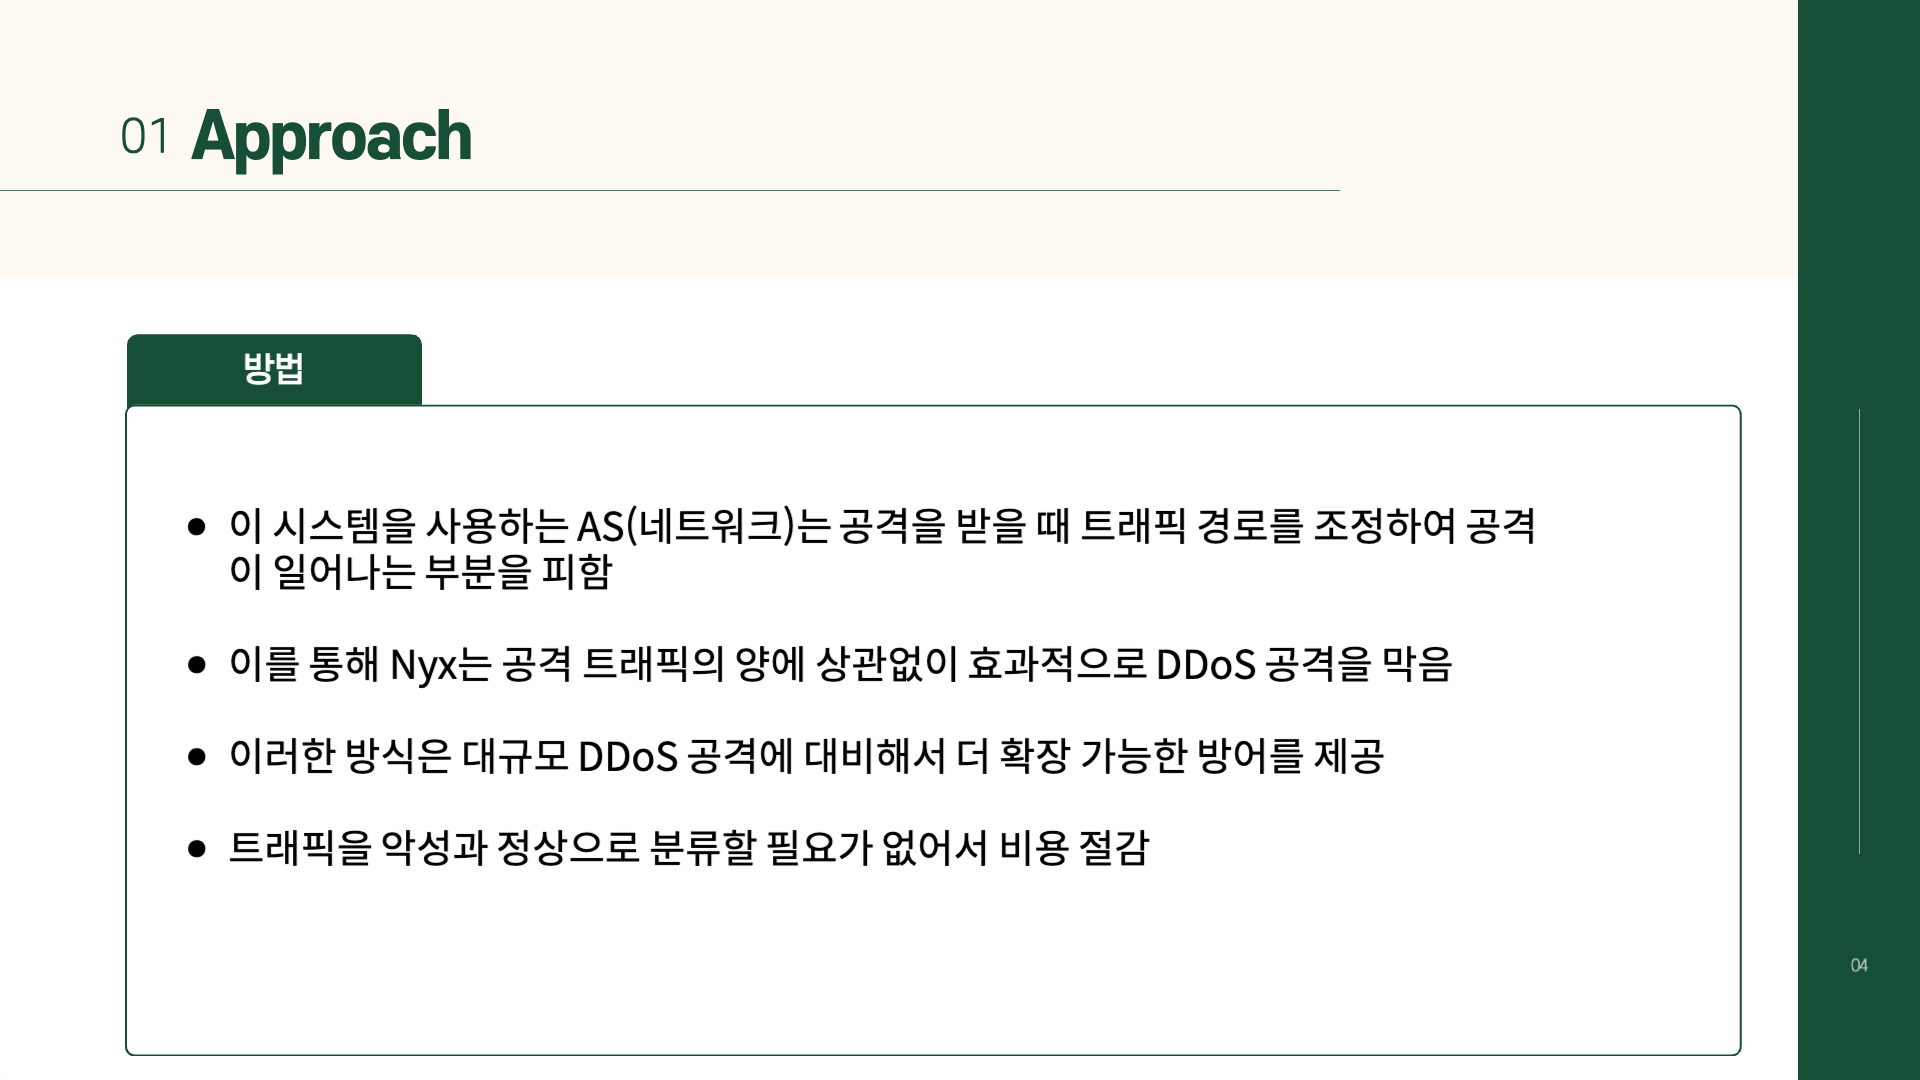 01 Approach
방법
● 이 시스템을 사용하는 AS(네트워크)는 공격을 받을 때 트래픽 경로를 조정하여 공격
이 일어나는 부분을 피함
● 이를 통해 Nyx는 공격 트래픽의 양에 상관없이 효과적으로 DDoS 공격을 막음
● 이러한 방식은 대규모 DDoS 공격에 대비해서 더 확장 가능한 방어를 제공
● 트래픽을 악성과 정상으로 분류할 필요가 없어서 비용 절감
04